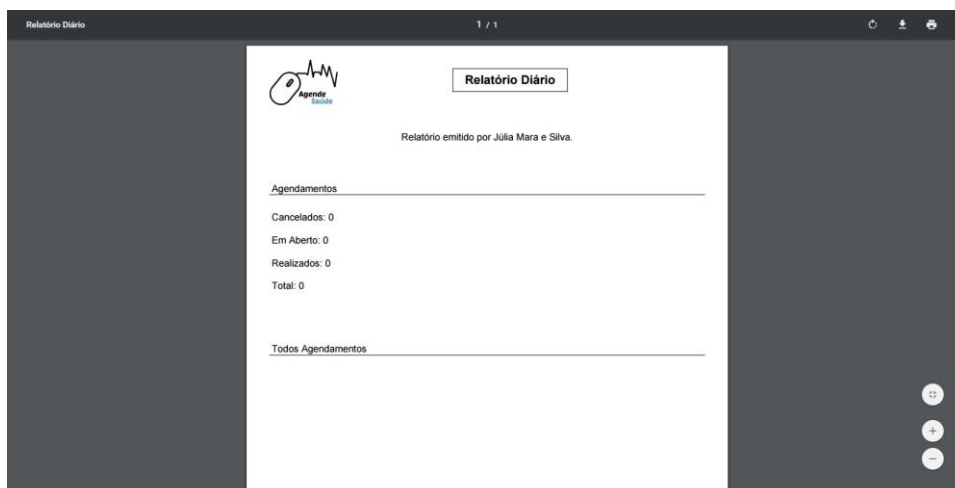 Relatório Diário
1 / 1
Agende
Saúde
Relatório Diário
Relatório emitido por Júlia Mara e Silva.
Agendamentos
Cancelados: 0
Em Aberto: 0
Realizados: 0
Total: 0
Todos Agendamentos